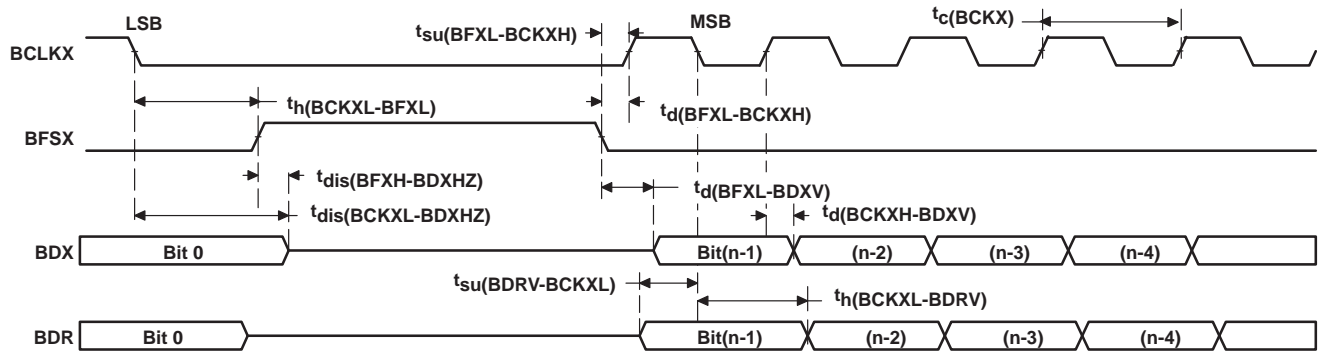 LSB
MSB
tc(BCKX)
tsu(BFXL-BCKXH)
BCLKX
th(BCKXL-BFXL)
td(BFXL-BCKXH)
BFSX
tdis(BFXH-BDXHZ)
td(BFXL-BDXV)
tdis(BCKXL-BDXHZ)
td(BCKXH-BDXV)
BDX Bit 0 Bit(n-1) (n-2) (n-3) (n-4)
tsu(BDRV-BCKXL)
th(BCKXL-BDRV)
BDR Bit 0 Bit(n-1) (n-2) (n-3) (n-4)